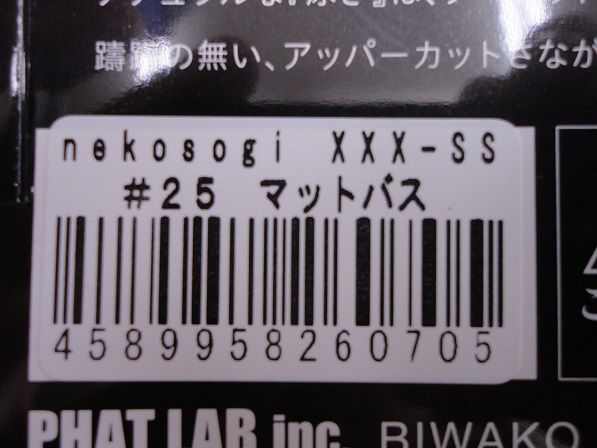 躊躇の無い、アッパーカットさなが
nekosogi XXX-SS
#25 マットバス
4589958260705
PHAT LAB inc. BIWAKO